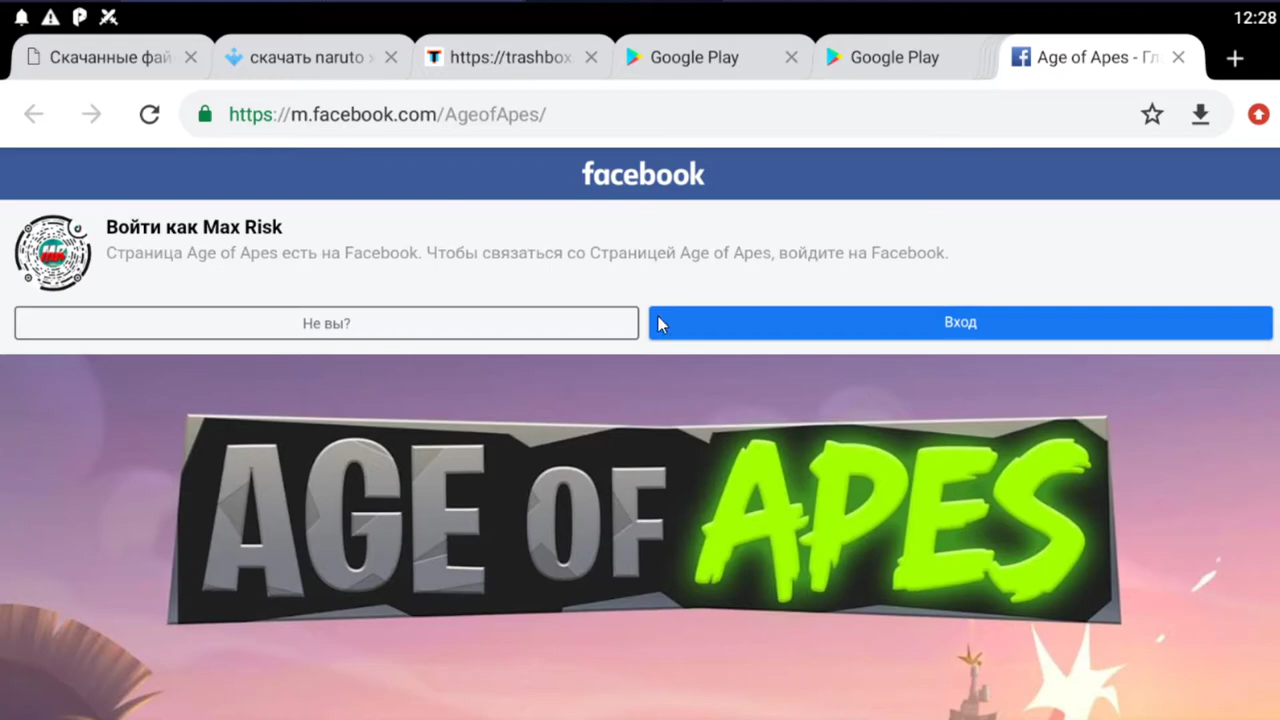 12:28
Скачанные фай
скачать naruto
https://trashbox.
Google Play
Google Play
Age of Apes - Гл
https://m.facebook.com/AgeofApes/
facebook
Войти как Max Risk
Страница Age of Apes есть на Facebook. Чтобы связаться со Страницей Age of Apes, войдите на Facebook.
Не вы?
Вход
AGE OF APES